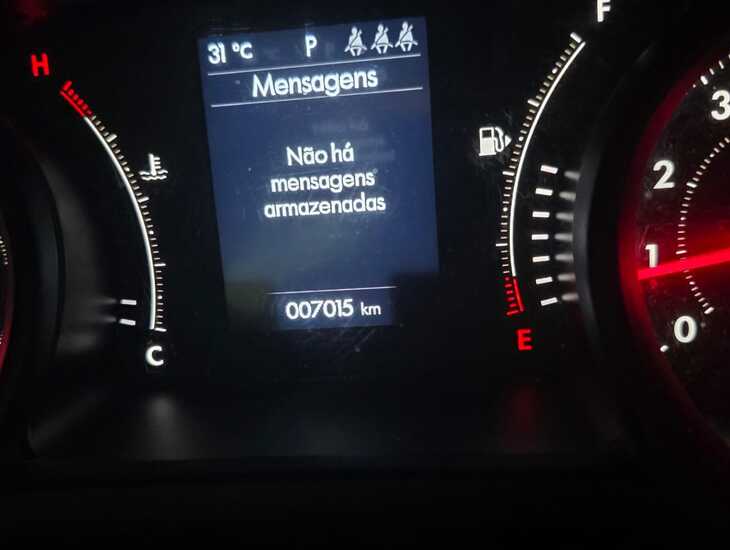 F
31 °C P
H
Mensagens
3
Não há
mensagens
armazenadas
2
1
007015 km
0
C
E